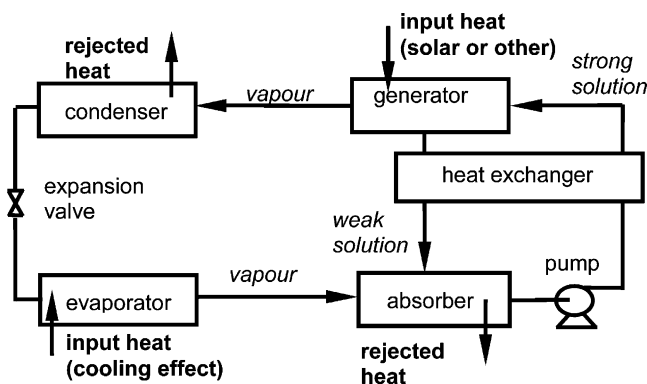 input heat
(solar or other)
rejected
heat
strong
solution
vapour
generator
condenser
heat exchanger
expansion
valve
weak
solution
vapour
pump
evaporator
absorber
input heat
(cooling effect)
rejected
heat